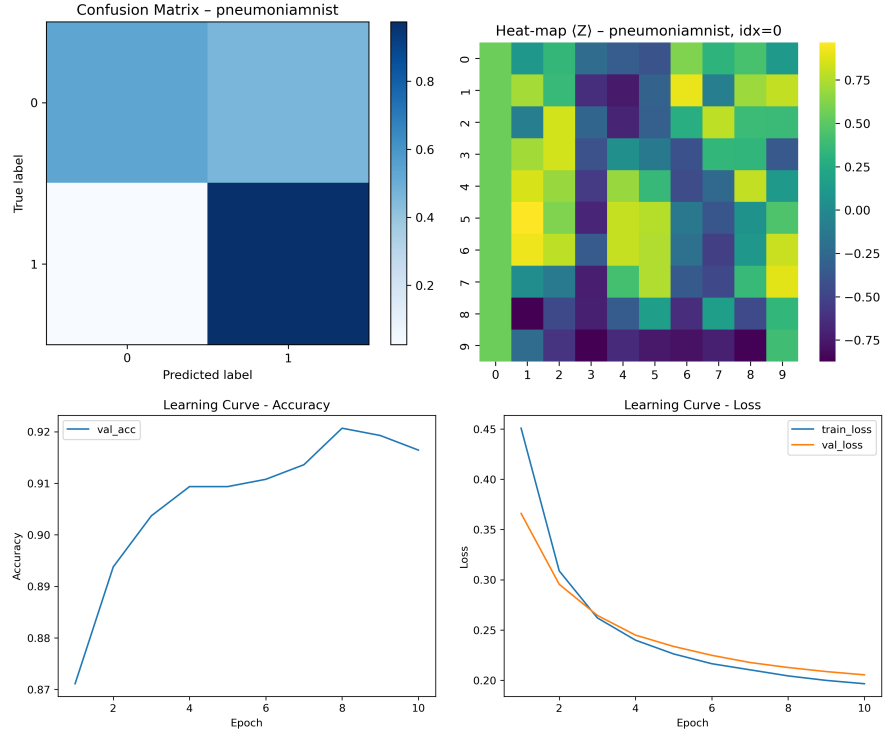 Confusion Matrix – pneumoniamnist
True label
0
1
0 1
Predicted label
0.8
0.6
0.4
0.2
Heat-map ⟨Z⟩ – pneumoniamnist, idx=0
0
1
2
3
4
5
6
7
8
9
0 1 2 3 4 5 6 7 8 9
0.75
0.50
0.25
0.00
−0.25
−0.50
−0.75
Learning Curve - Accuracy
val_acc
Accuracy
0.92
0.91
0.90
0.89
0.88
0.87
2 4 6 8 10
Epoch
Learning Curve - Loss
train_loss
val_loss
Loss
0.45
0.40
0.35
0.30
0.25
0.20
2 4 6 8 10
Epoch